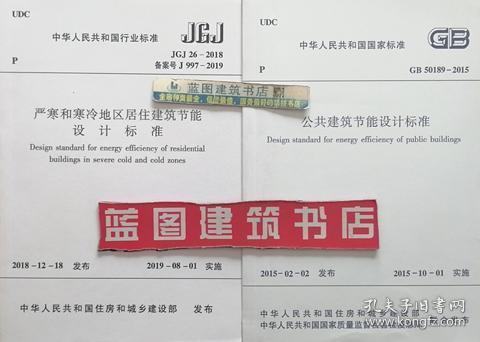 UDC
中华人民共和国行业标准
JGJ
P
JGJ 26-2018
备案号 J 997-2019
严寒和寒冷地区居住建筑节能
设计标准
Design standard for energy efficiency of residential
buildings in severe cold and cold zones
2018-12-18 发布
2019-08-01 实施
中华人民共和国住房和城乡建设部 发布
UDC
中华人民共和国国家标准
GB
P
GB 50189-2015
公共建筑节能设计标准
Design standard for energy efficiency of public buildings
2015-02-02 发布
2015-10-01 实施
中华人民共和国住房和城乡建设部
中华人民共和国国家质量监督
蓝图建筑书店
蓝图建筑书店
孔夫子旧书网